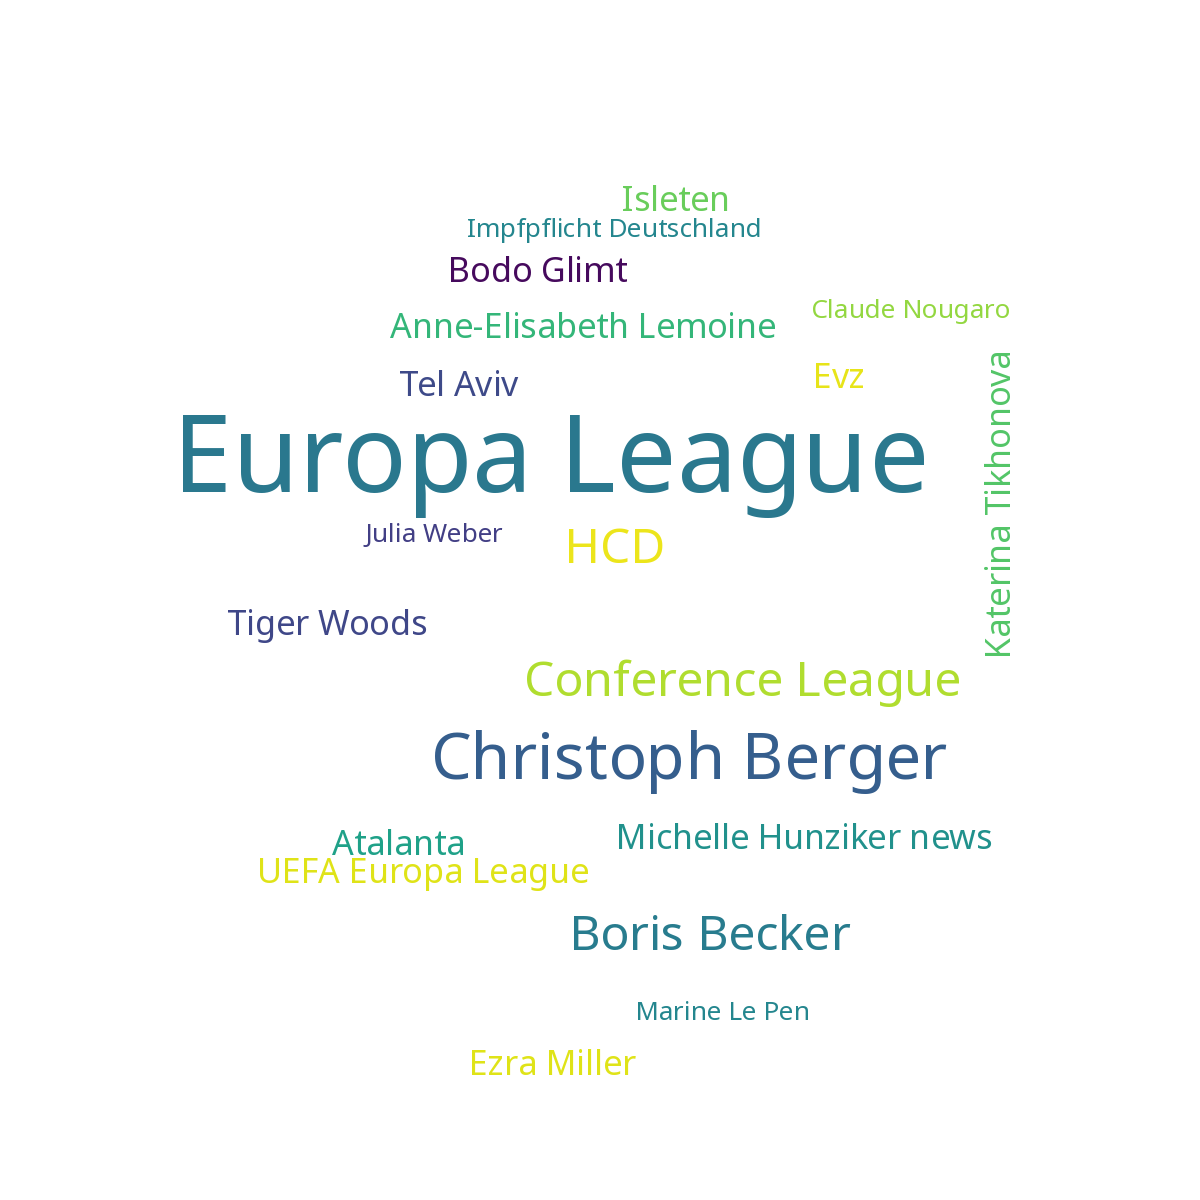 Isleten
Impfpflicht Deutschland
Bodo Glimt
Claude Nougaro
Anne-Elisabeth Lemoine
Evz
Tel Aviv
Katerina Tikhonova
Europa League
Julia Weber
HCD
Tiger Woods
Conference League
Christoph Berger
Michelle Hunziker news
Atalanta
UEFA Europa League
Boris Becker
Marine Le Pen
Ezra Miller